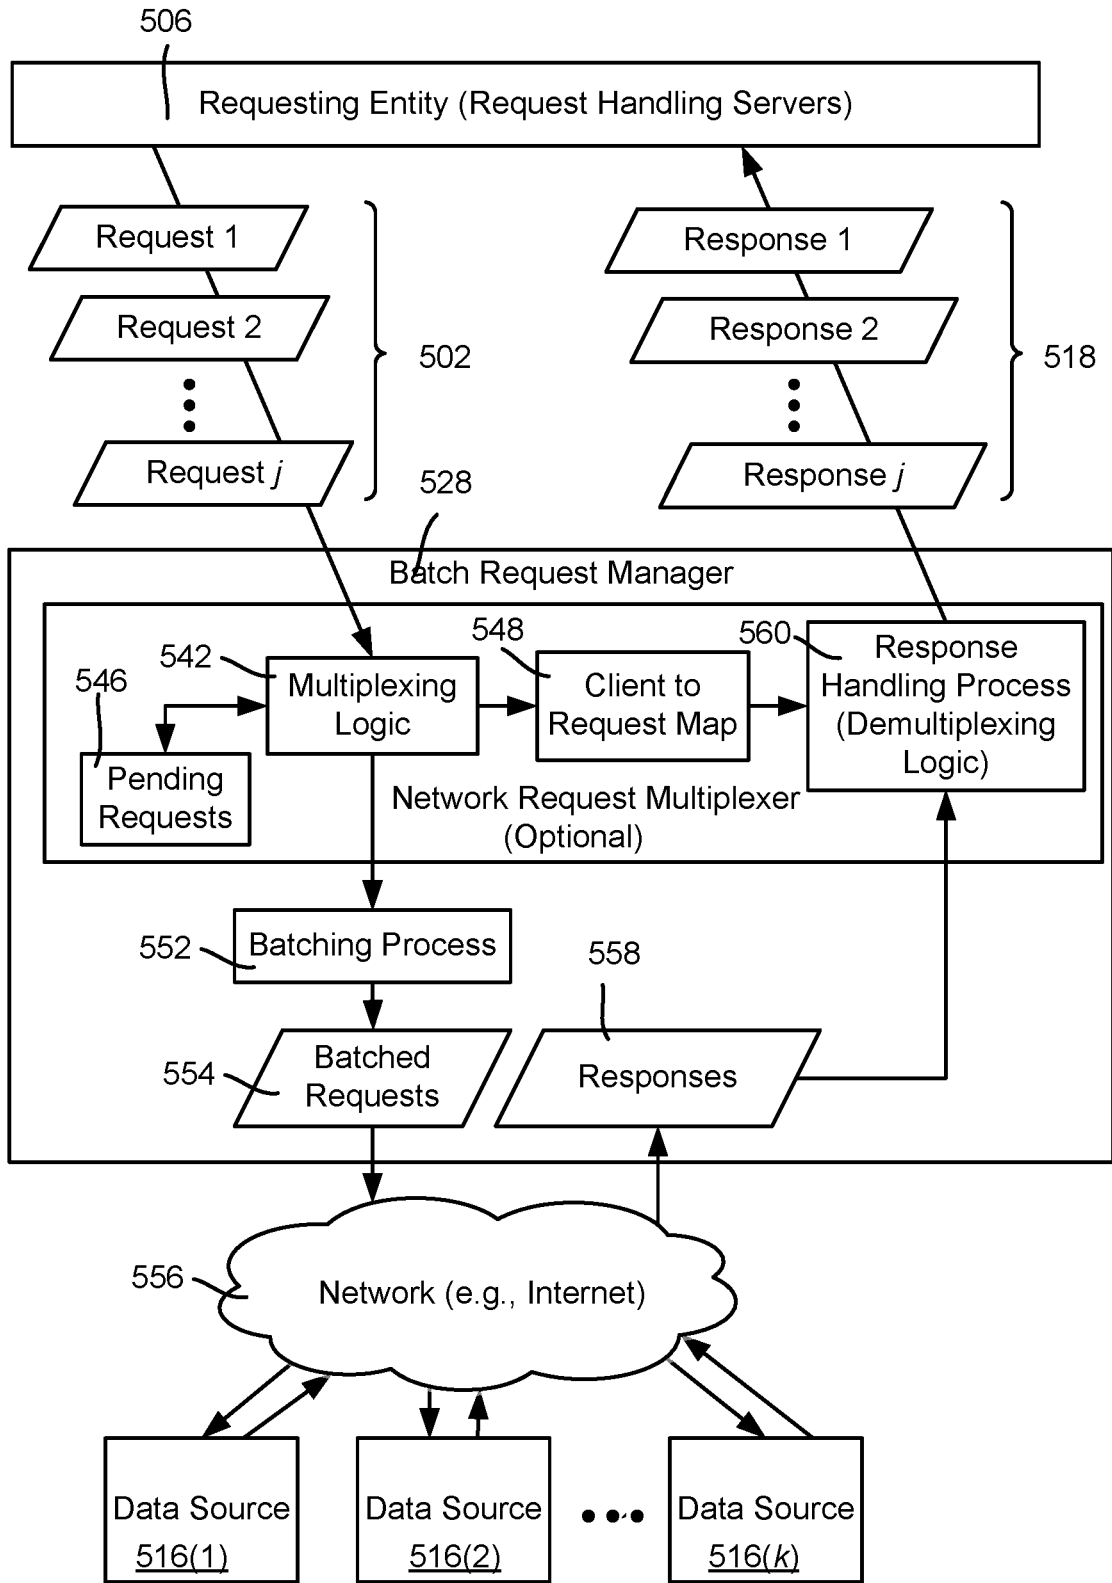 506
Requesting Entity (Request Handling Servers)
Request 1
Request 2
Request j
502
Response 1
Response 2
Response j
518
528
Batch Request Manager
542
546
Multiplexing
Logic
Pending
Requests
548
Client to
Request Map
560
Response
Handling Process
(Demultiplexing
Logic)
Network Request Multiplexer
(Optional)
552
Batching Process
554
Batched
Requests
558
Responses
556
Network (e.g., Internet)
Data Source
516(1)
Data Source
516(2)
Data Source
516(k)